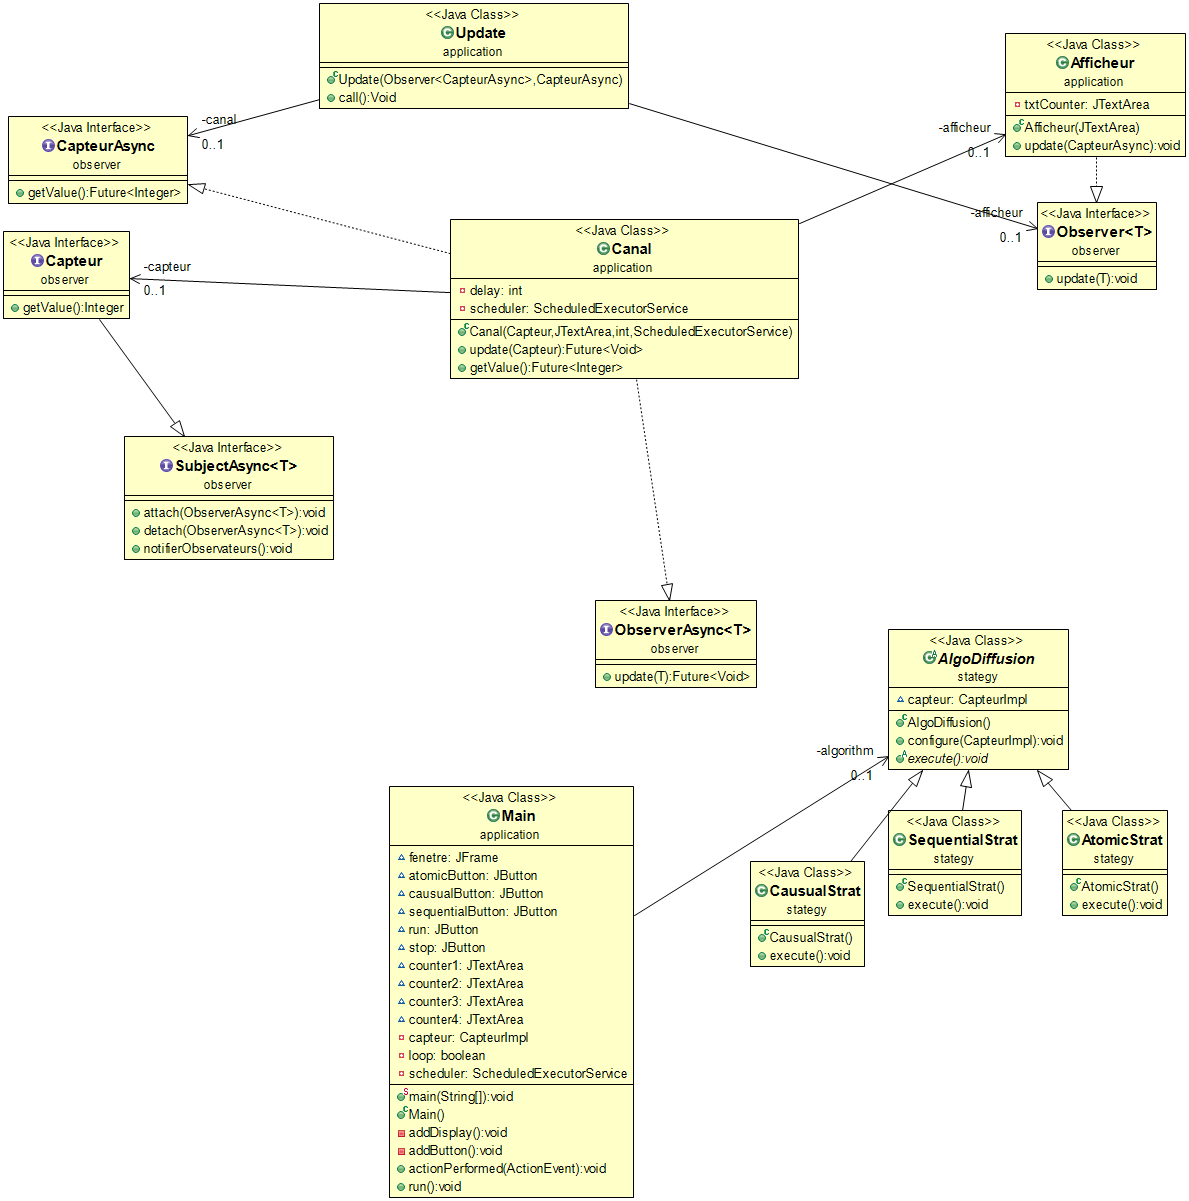 <<Java Class>>
Update
application
Update(Observer<CapteurAsync>,CapteurAsync)
call():Void
<<Java Class>>
Afficheur
application
txtCounter: JTextArea
Afficheur(JTextArea)
update(CapteurAsync):void
-canal
0..1
<<Java Interface>>
CapteurAsync
observer
getValue():Future<Integer>
-afficheur
0..1
-afficheur
0..1
<<Java Interface>>
Observer<T>
observer
update(T):void
<<Java Interface>>
Capteur
observer
getValue():Integer
-capteur
0..1
<<Java Class>>
Canal
application
delay: int
scheduler: ScheduledExecutorService
Canal(Capteur,JTextArea,int,ScheduledExecutorService)
update(Capteur):Future<Void>
getValue():Future<Integer>
<<Java Interface>>
SubjectAsync<T>
observer
attach(ObserverAsync<T>):void
detach(ObserverAsync<T>):void
notifierObservateurs():void
<<Java Interface>>
ObserverAsync<T>
observer
update(T):Future<Void>
<<Java Class>>
AlgoDiffusion
stategy
capteur: CapteurImpl
AlgoDiffusion()
configure(CapteurImpl):void
execute():void
-algorithm
0..1
<<Java Class>>
Main
application
fenetre: JFrame
atomicButton: JButton
causualButton: JButton
sequentialButton: JButton
run: JButton
stop: JButton
counter1: JTextArea
counter2: JTextArea
counter3: JTextArea
counter4: JTextArea
capteur: CapteurImpl
loop: boolean
scheduler: ScheduledExecutorService
main(String[]):void
Main()
addDisplay():void
addButton():void
actionPerformed(ActionEvent):void
run():void
<<Java Class>>
CausualStrat
stategy
CausualStrat()
execute():void
<<Java Class>>
SequentialStrat
stategy
SequentialStrat()
execute():void
<<Java Class>>
AtomicStrat
stategy
AtomicStrat()
execute():void